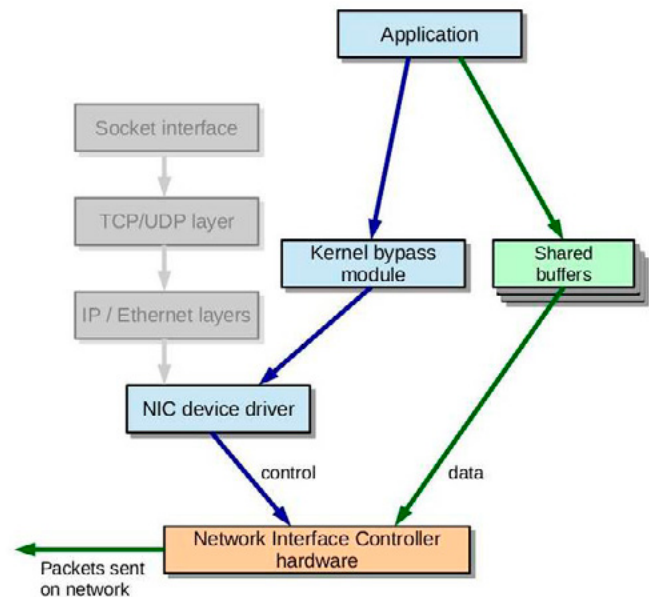 Application
Socket interface
TCP/UDP layer
Kernel bypass
module
Shared
buffers
IP / Ethernet layers
NIC device driver
control
data
Network Interface Controller
hardware
Packets sent
on network